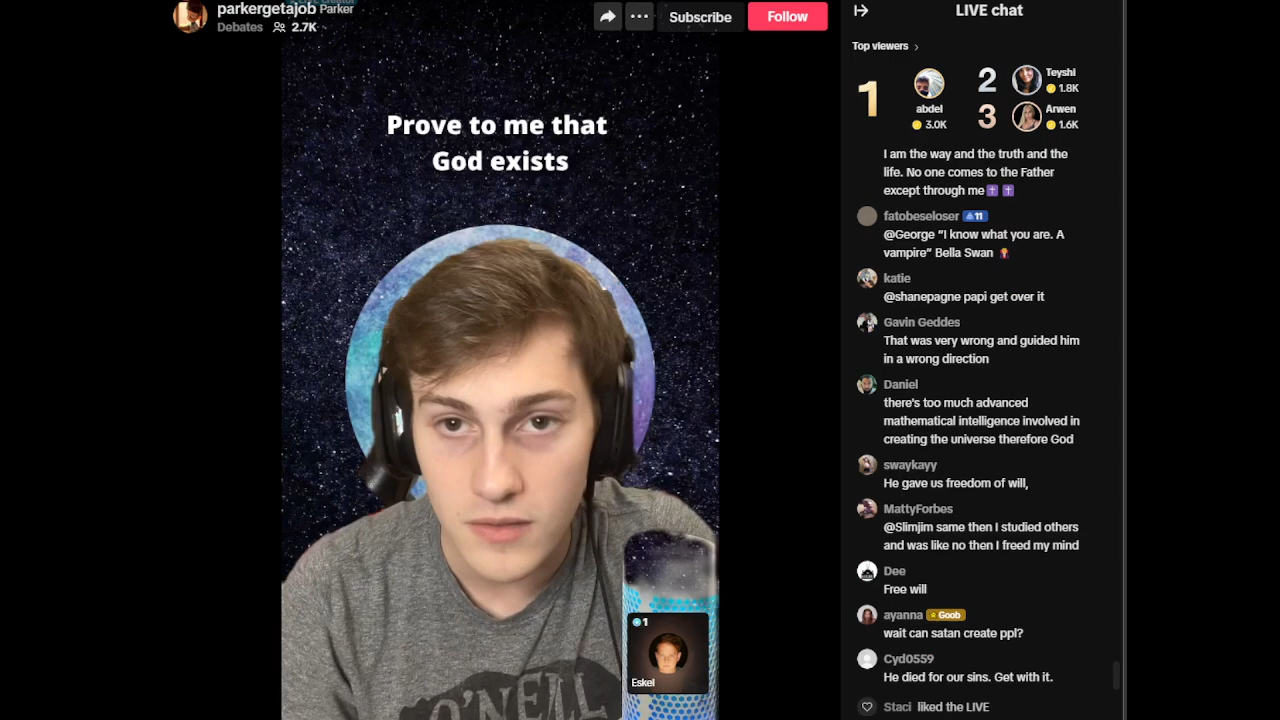 parkergetajob Parker
Debates 2.7K
Subscribe
Follow
Prove to me that
God exists
O'NEILL
1
Eskel
LIVE chat
Top viewers
1
abdel
3.0K
2
Teyshi
1.8K
3
Arwen
1.6K
I am the way and the truth and the
life. No one comes to the Father
except through me✝️ ✝️
fatobeseloser 11
@George "I know what you are. A
vampire" Bella Swan 🧛‍♀️
katie
@shanepagne papi get over it
Gavin Geddes
That was very wrong and guided him
in a wrong direction
Daniel
there's too much advanced
mathematical intelligence involved in
creating the universe therefore God
swaykayy
He gave us freedom of will,
MattyForbes
@Slimjim same then I studied others
and was like no then I freed my mind
Dee
Free will
ayanna Goob
wait can satan create ppl?
Cyd0559
He died for our sins. Get with it.
Staci liked the LIVE